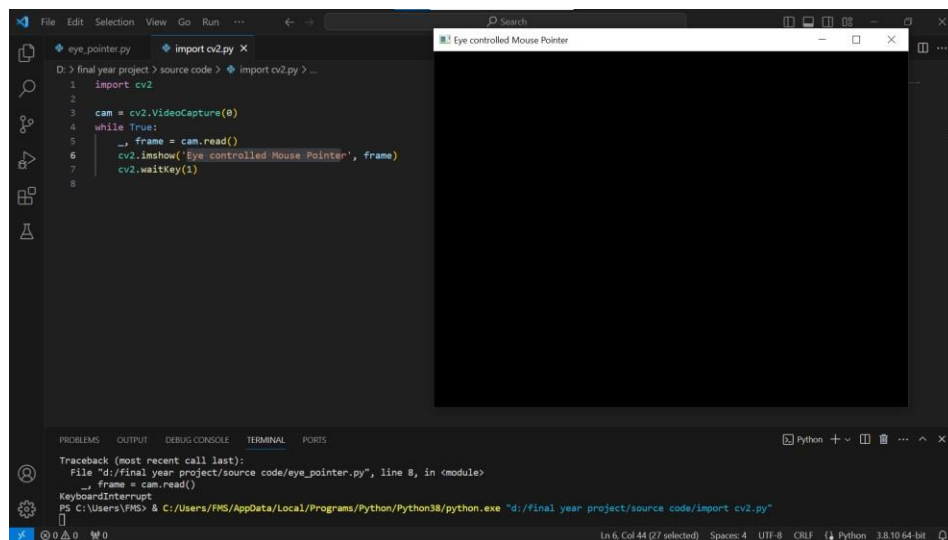 File Edit Selection View Go Run ... Search
eye_pointer.py import cv2.py
Eye controlled Mouse Pointer
D: > final year project > source code > import cv2.py > ...
1 import cv2
2
3 cam = cv2.VideoCapture(0)
4 while True:
5 _, frame = cam.read()
6 cv2.imshow('Eye controlled Mouse Pointer', frame)
7 cv2.waitKey(1)
8
PROBLEMS OUTPUT DEBUG CONSOLE TERMINAL PORTS Python
Traceback (most recent call last):
File "d:/final year project/source code/eye_pointer.py", line 8, in <module>
_, frame = cam.read()
KeyboardInterrupt
PS C:\Users\FMS> & C:/Users/FMS/AppData/Local/Programs/Python/Python38/python.exe "d:/final year project/source code/import cv2.py"
0 0 0 Ln 6, Col 44 (27 selected) Spaces: 4 UTF-8 CRLF Python 3.8.10 64-bit